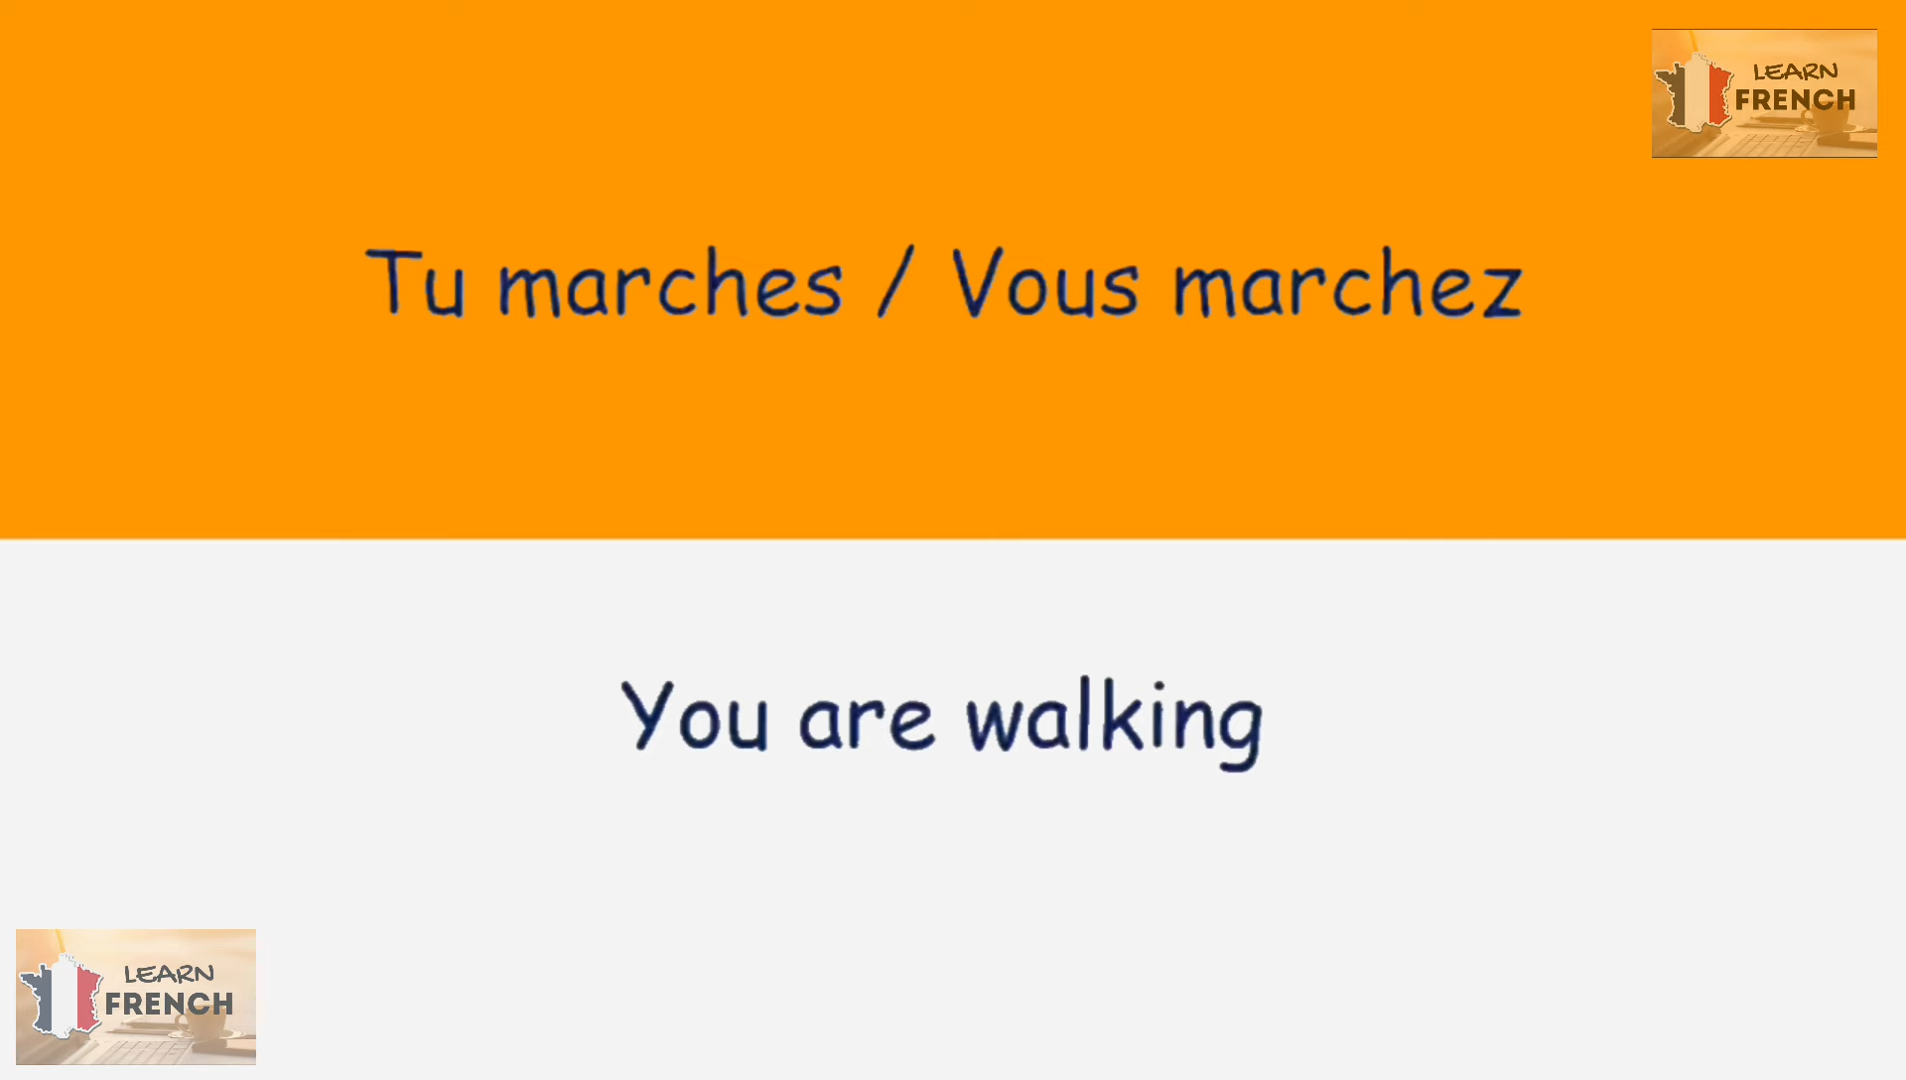 LEARN
FRENCH
Tu marches / Vous marchez
You are walking
LEARN
FRENCH